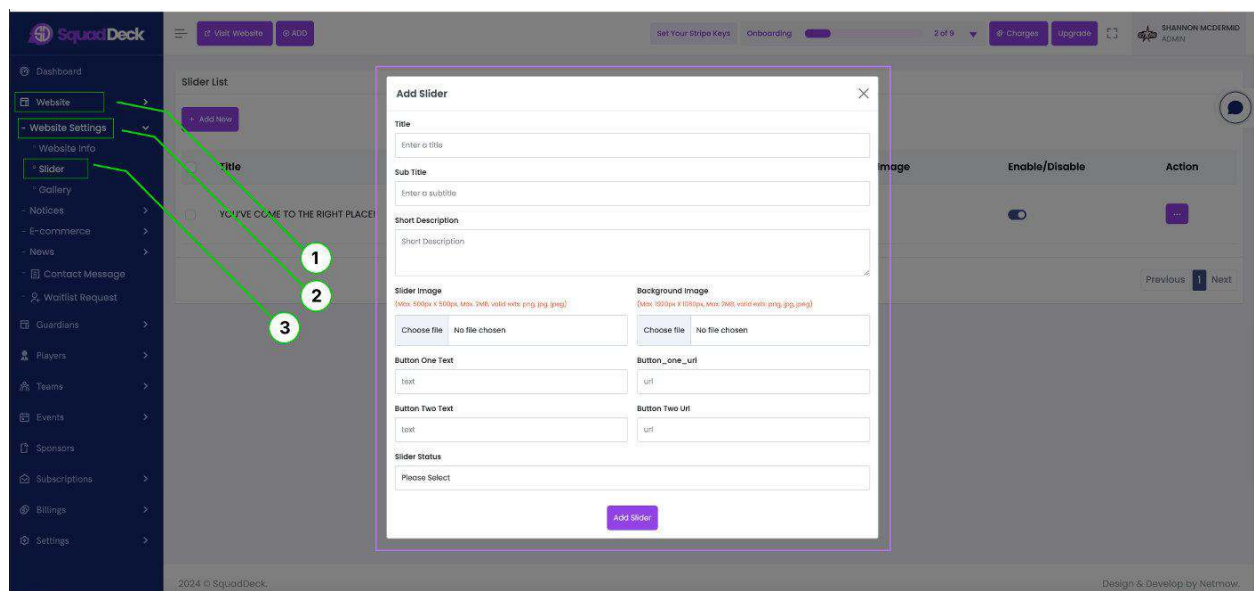 SquadDeck
Visit Website
ADD
Set Your Stripe Keys
Onboarding
2 of 9
Charges
Upgrade
SHANNON MCDERMID
ADMIN
Dashboard
Website
- Website Settings
Website Info
Slider
Gallery
- Notices
- E-commerce
- News
- Contact Message
- Waitlist Request
Guardians
Players
Teams
Events
Sponsors
Subscriptions
Billings
Settings
1
2
3
Slider List
+ Add New
Title
mage
Enable/Disable
Action
YOU'VE COME TO THE RIGHT PLACE!
...
Previous 1 Next
Add Slider
Title
Enter a title
Sub Title
Enter a subtitle
Short Description
Short Description
Slider Image
(Max. 500px X 500px, Max. 2MB, valid exts: png, jpg, jpeg)
Choose file No file chosen
Background Image
(Max. 1920px X 1080px, Max. 2MB, valid exts: png, jpg, jpeg)
Choose file No file chosen
Button One Text
text
Button_one_url
url
Button Two Text
text
Button Two Url
url
Slider Status
Please Select
Add Slider
2024 © SquadDeck.
Design & Develop by Netmow.